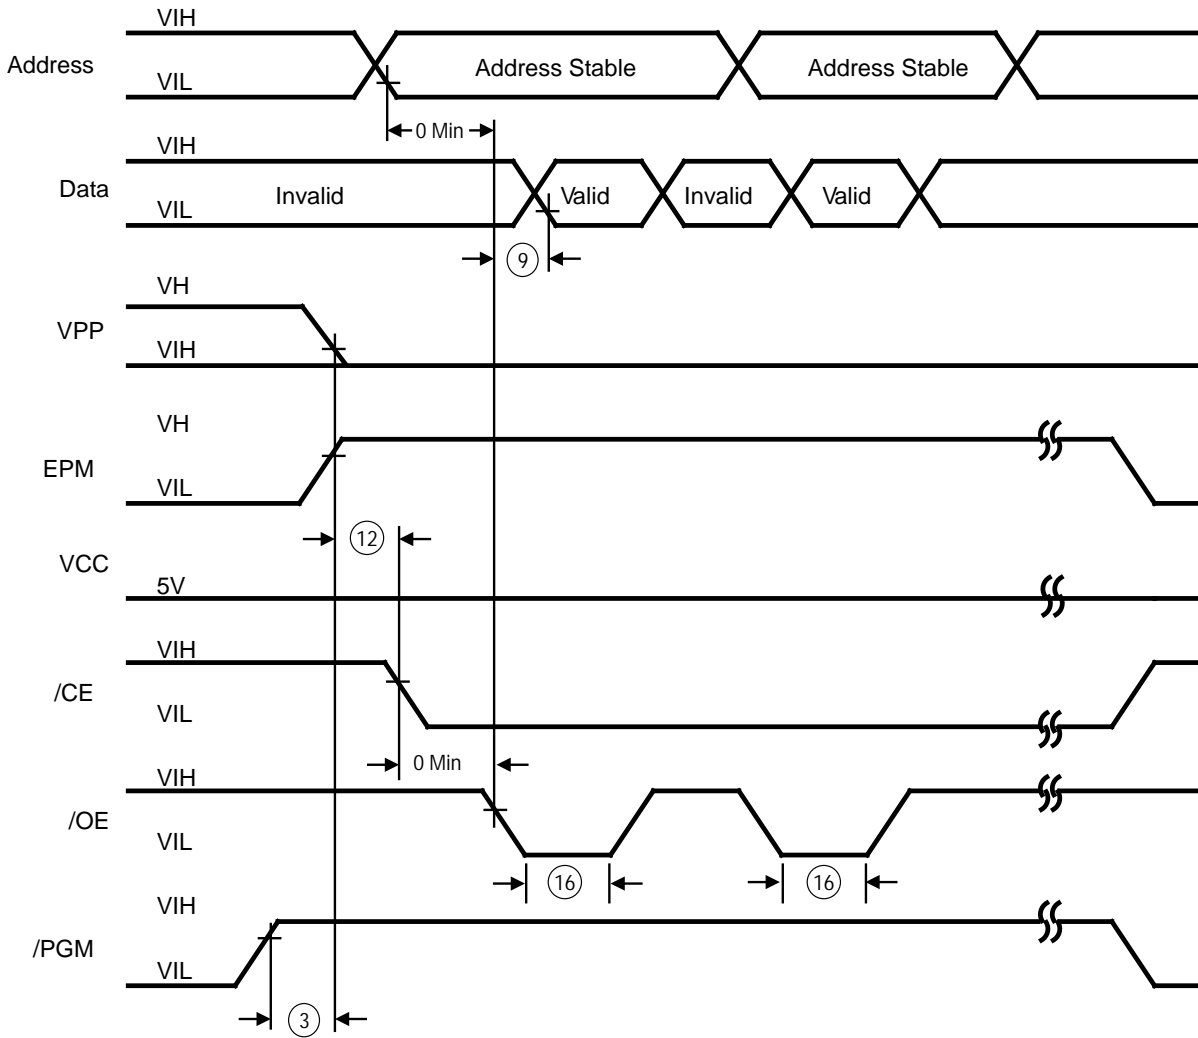 VIH
Address
Address Stable
Address Stable
VIL
0 Min
VIH
Data
Invalid
Valid
Invalid
Valid
VIL
9
VH
VPP
VIH
VH
EPM
VIL
12
VCC
5V
VIH
/CE
VIL
0 Min
VIH
/OE
VIL
16
16
VIH
/PGM
VIL
3